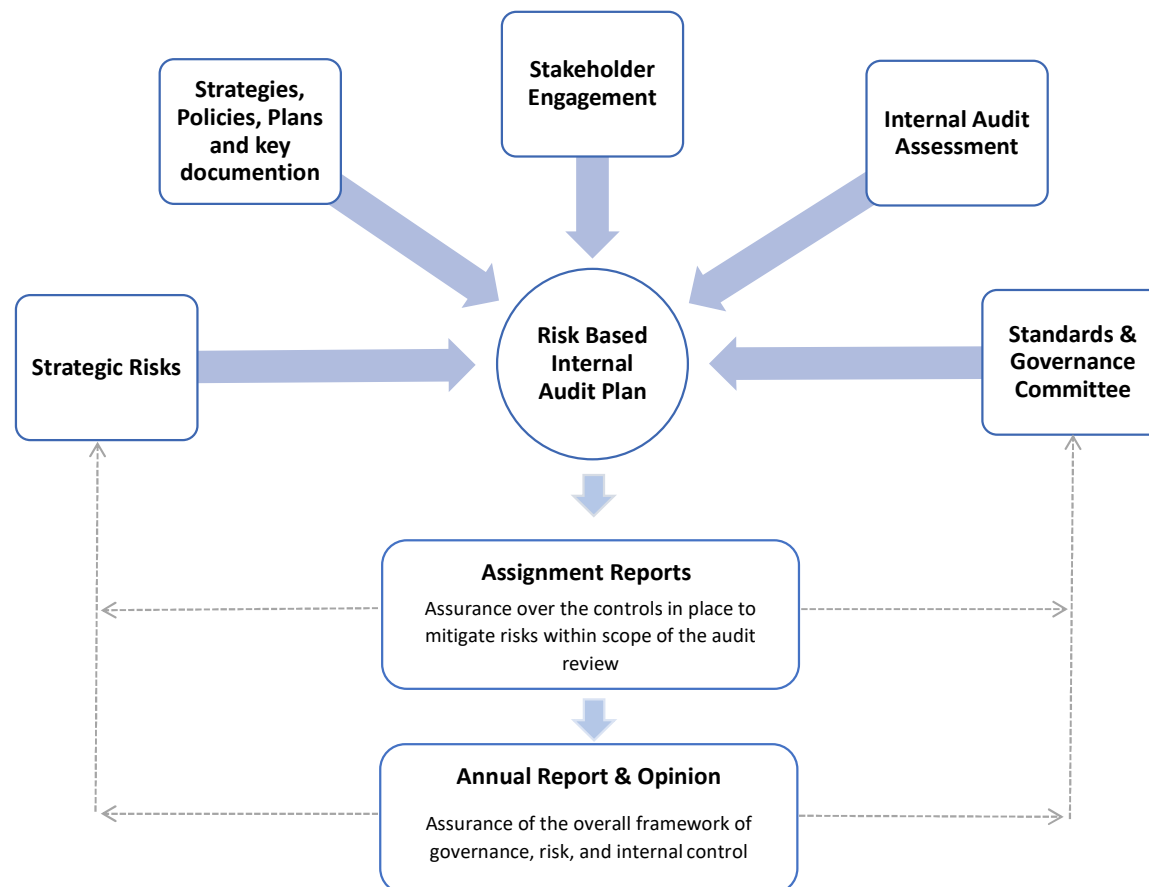 Stakeholder
Engagement
Strategies,
Policies, Plans
and key
documention
Internal Audit
Assessment
Strategic Risks
Risk Based
Internal
Audit Plan
Standards &
Governance
Committee
Assignment Reports
Assurance over the controls in place to
mitigate risks within scope of the audit
review
Annual Report & Opinion
Assurance of the overall framework of
governance, risk, and internal control